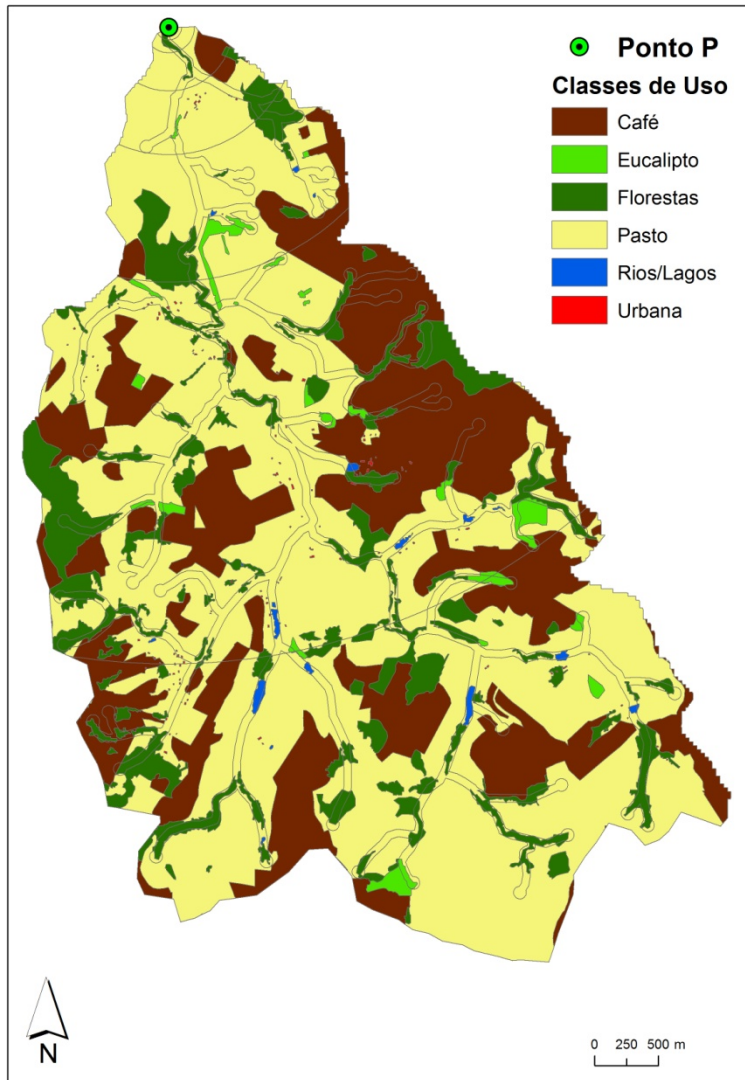 Ponto P
Classes de Uso
Café
Eucalipto
Florestas
Pasto
Rios/Lagos
Urbana
N
0 250 500 m